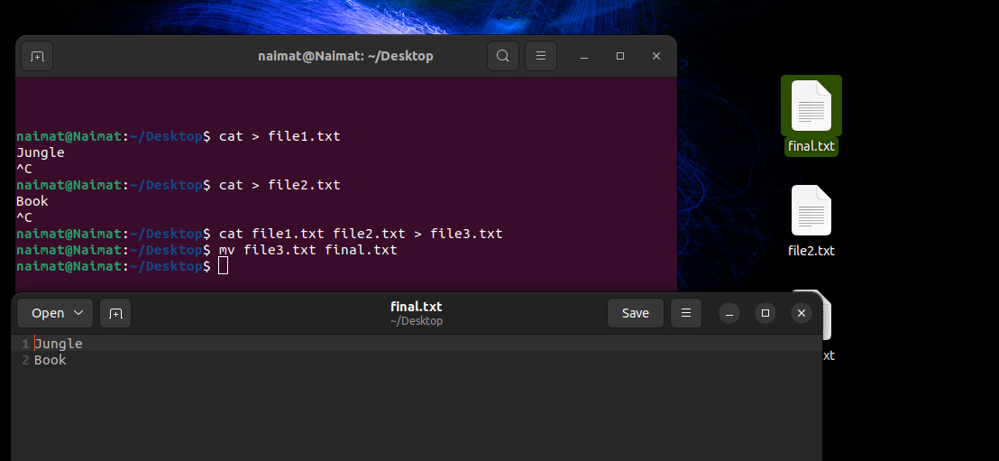 naimat@Naimat: ~/Desktop
naimat@Naimat:~/Desktop$ cat > file1.txt
Jungle
^C
naimat@Naimat:~/Desktop$ cat > file2.txt
Book
^C
naimat@Naimat:~/Desktop$ cat file1.txt file2.txt > file3.txt
naimat@Naimat:~/Desktop$ mv file3.txt final.txt
naimat@Naimat:~/Desktop$
final.txt
file2.txt
xt
Open
final.txt
~/Desktop
Save
1 Jungle
2 Book